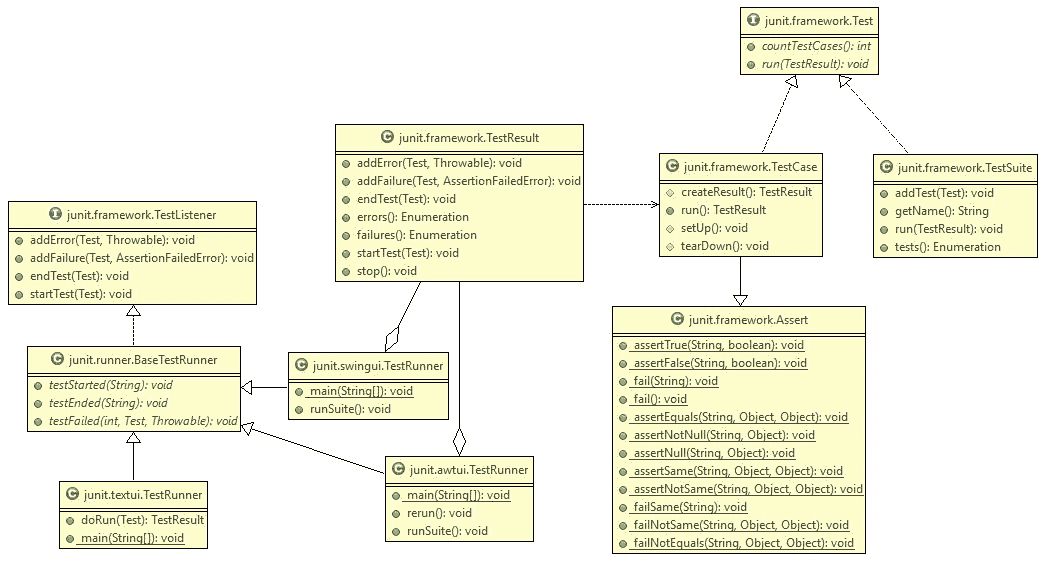 I junit.framework.Test
countTestCases(): int
run(TestResult): void
C junit.framework.TestResult
addError(Test, Throwable): void
addFailure(Test, AssertionFailedError): void
endTest(Test): void
errors(): Enumeration
failures(): Enumeration
startTest(Test): void
stop(): void
C junit.framework.TestCase
createResult(): TestResult
run(): TestResult
setUp(): void
tearDown(): void
C junit.framework.TestSuite
addTest(Test): void
getName(): String
run(TestResult): void
tests(): Enumeration
I junit.framework.TestListener
addError(Test, Throwable): void
addFailure(Test, AssertionFailedError): void
endTest(Test): void
startTest(Test): void
C junit.framework.Assert
assertTrue(String, boolean): void
assertFalse(String, boolean): void
fail(String): void
fail(): void
assertEquals(String, Object, Object): void
assertNotNull(String, Object): void
assertNull(String, Object): void
assertSame(String, Object, Object): void
assertNotSame(String, Object, Object): void
failSame(String): void
failNotSame(String, Object, Object): void
failNotEquals(String, Object, Object): void
C junit.runner.BaseTestRunner
testStarted(String): void
testEnded(String): void
testFailed(int, Test, Throwable): void
C junit.swingui.TestRunner
main(String[]): void
runSuite(): void
C junit.awtui.TestRunner
main(String[]): void
rerun(): void
runSuite(): void
C junit.textui.TestRunner
doRun(Test): TestResult
main(String[]): void